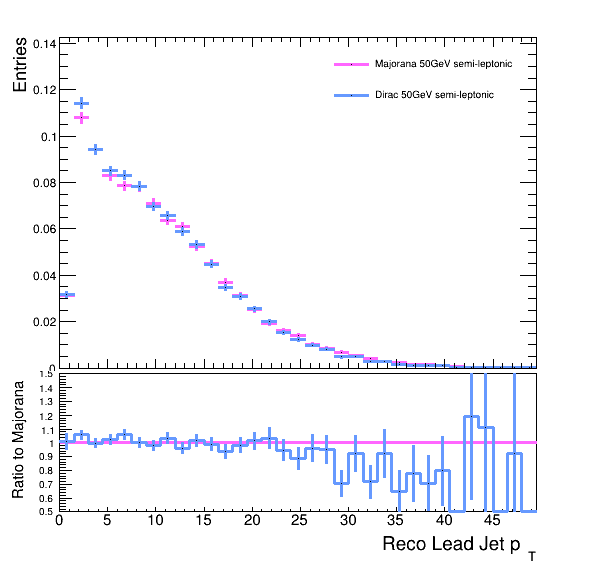 Entries
0.14
0.12
0.1
0.08
0.06
0.04
0.02
0
Majorana 50GeV semi-leptonic
Dirac 50GeV semi-leptonic
Ratio to Majorana
1.5
1.4
1.3
1.2
1.1
1
0.9
0.8
0.7
0.6
0.5
0 5 10 15 20 25 30 35 40 45
Reco Lead Jet p
T